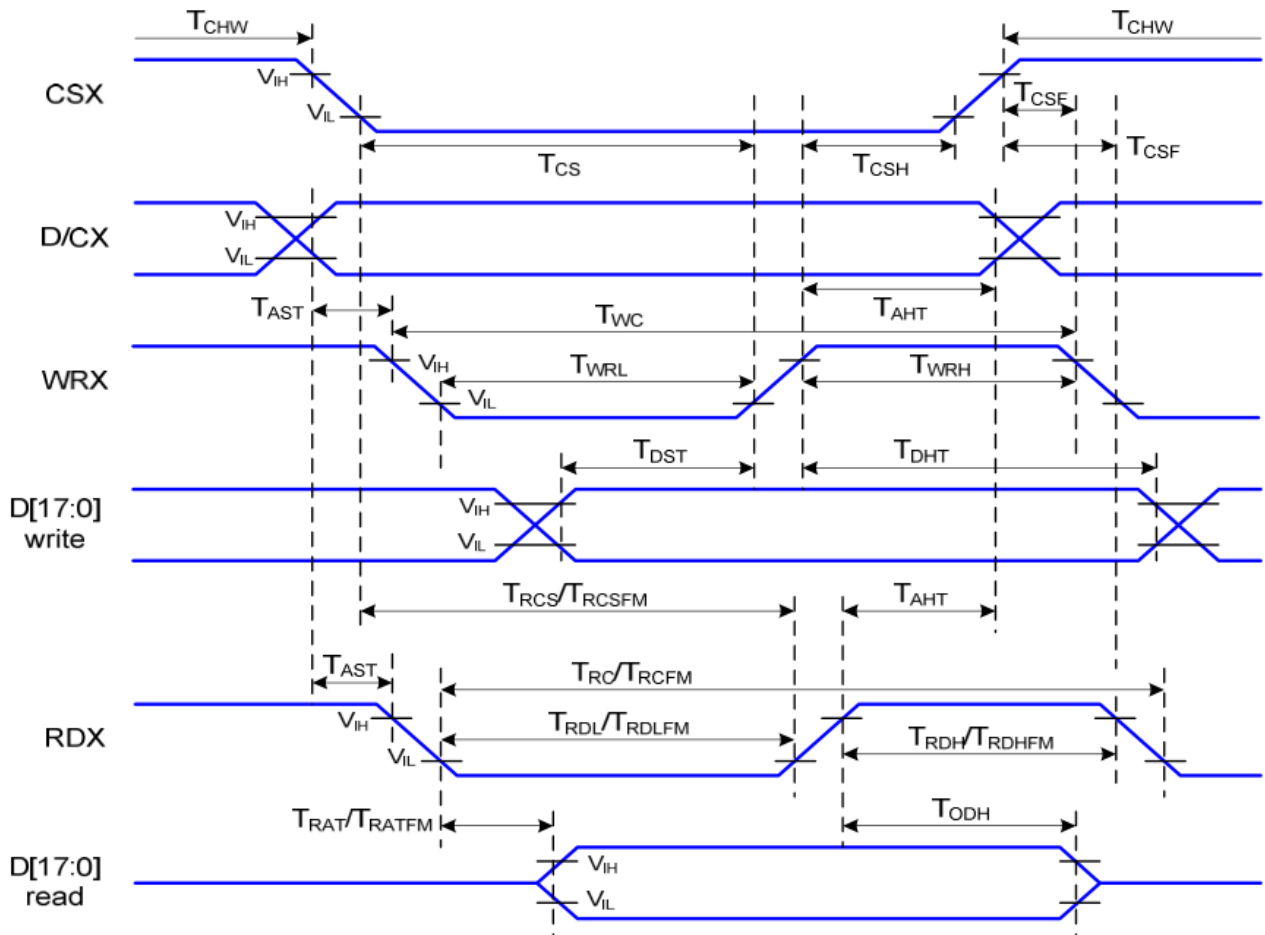 TCHW TCHW
CSX VIH
TCSF
VIL
TCSF
TCS TCSH
D/CX VIH
VIL
TAST TWC TAHT
WRX VIH TWRL TWRH
VIL
TDST TDHT
D[17:0]
write
VIH
VIL
TRCS/TRCSFM TAHT
TAST TRC/TRCFM
RDX VIH TRDL/TRDLFM TRDH/TRDHFM
VIL
TRAT/TRATFM TODH
D[17:0]
read
VIH
VIL